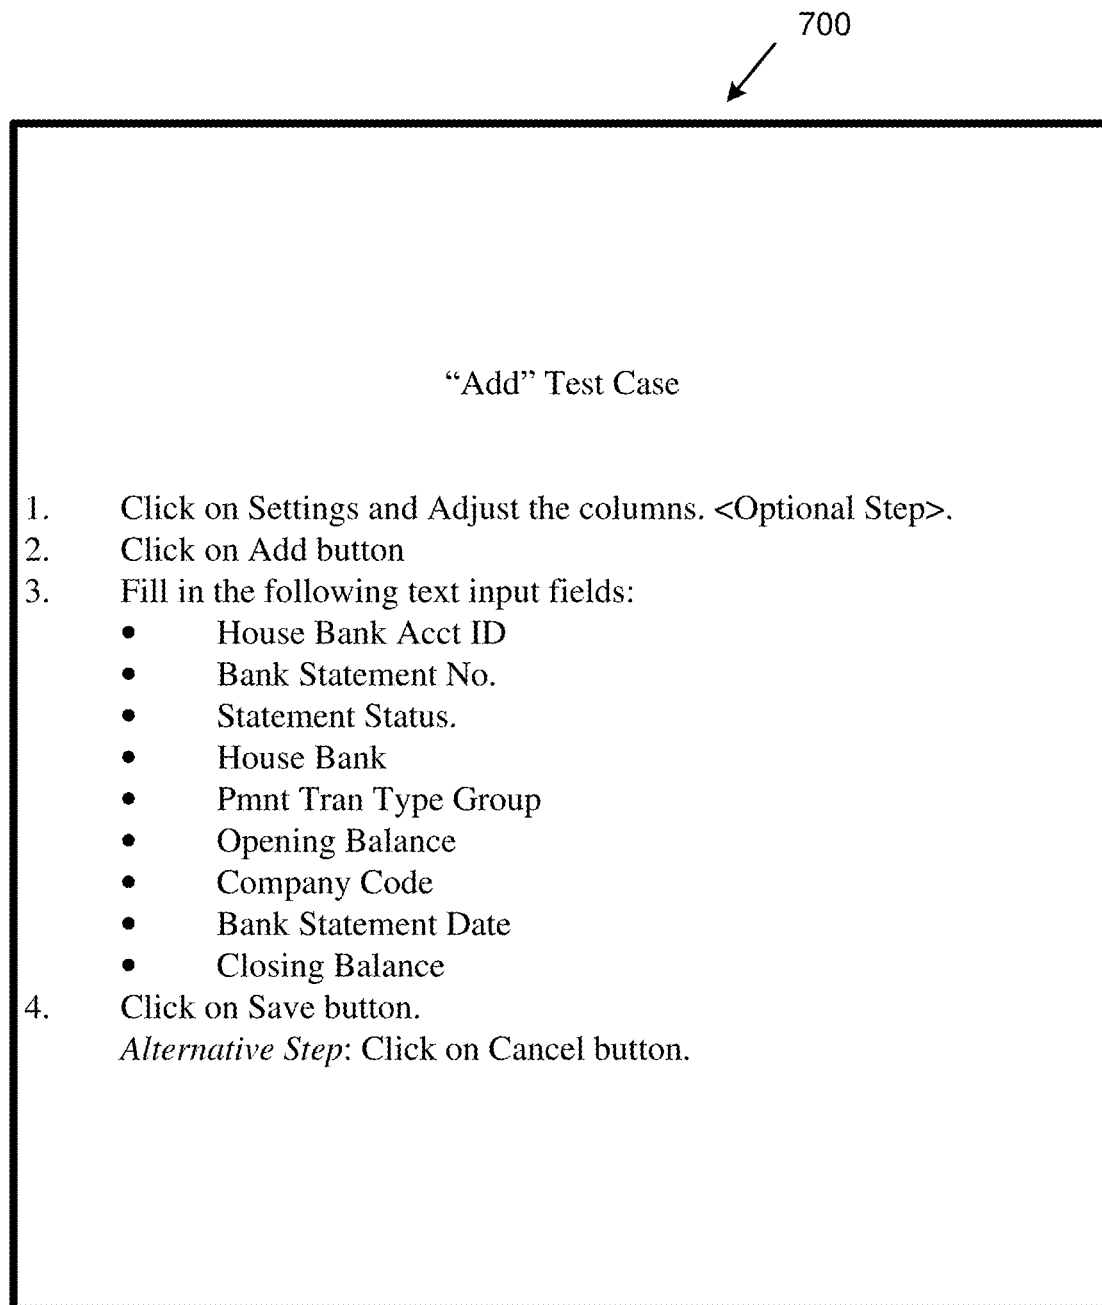 700
“Add” Test Case
1. Click on Settings and Adjust the columns. <Optional Step>.
2. Click on Add button
3. Fill in the following text input fields:
• House Bank Acct ID
• Bank Statement No.
• Statement Status.
• House Bank
• Pmnt Tran Type Group
• Opening Balance
• Company Code
• Bank Statement Date
• Closing Balance
4. Click on Save button.
Alternative Step: Click on Cancel button.